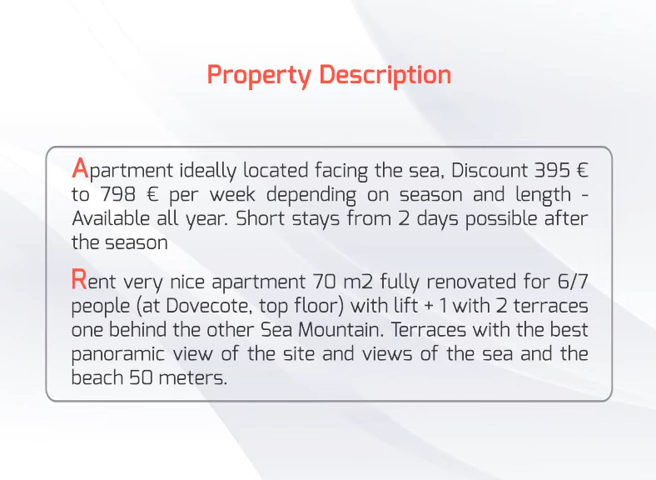 Property Description
Apartment ideally located facing the sea, Discount 395 €
to 798 € per week depending on season and length -
Available all year. Short stays from 2 days possible after
the season
Rent very nice apartment 70 m2 fully renovated for 6/7
people (at Dovecote, top floor) with lift + 1 with 2 terraces
one behind the other Sea Mountain. Terraces with the best
panoramic view of the site and views of the sea and the
beach 50 meters.